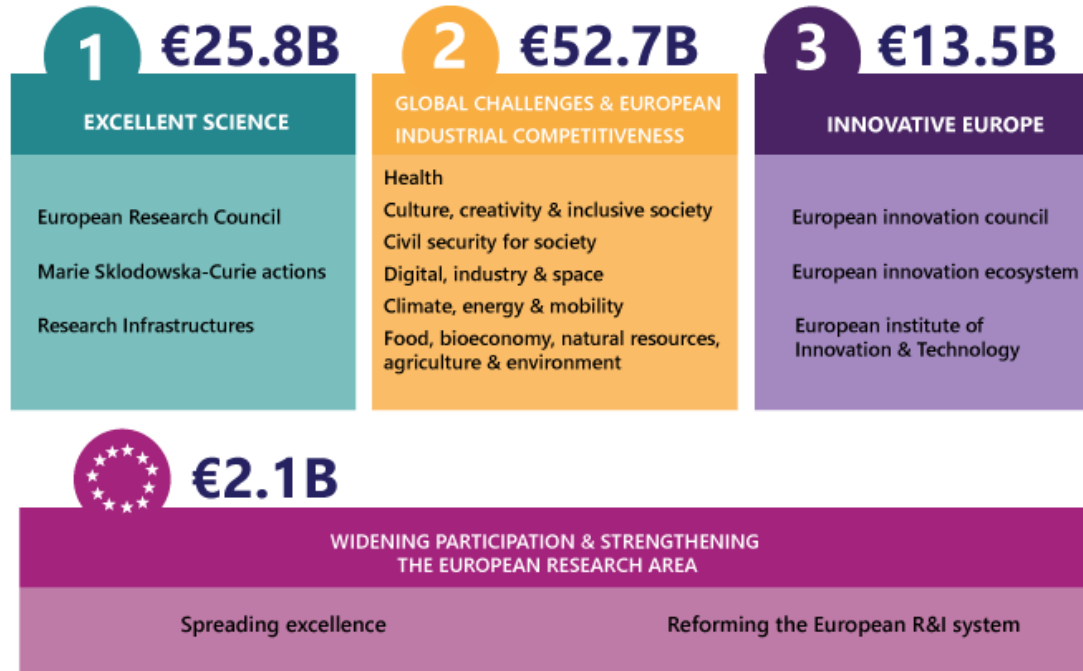 1 €25.8B
EXCELLENT SCIENCE
European Research Council
Marie Sklodowska-Curie actions
Research Infrastructures
2 €52.7B
GLOBAL CHALLENGES & EUROPEAN
INDUSTRIAL COMPETITIVENESS
Health
Culture, creativity & inclusive society
Civil security for society
Digital, industry & space
Climate, energy & mobility
Food, bioeconomy, natural resources,
agriculture & environment
3 €13.5B
INNOVATIVE EUROPE
European innovation council
European innovation ecosystem
European institute of
Innovation & Technology
€2.1B
WIDENING PARTICIPATION & STRENGTHENING
THE EUROPEAN RESEARCH AREA
Spreading excellence
Reforming the European R&I system